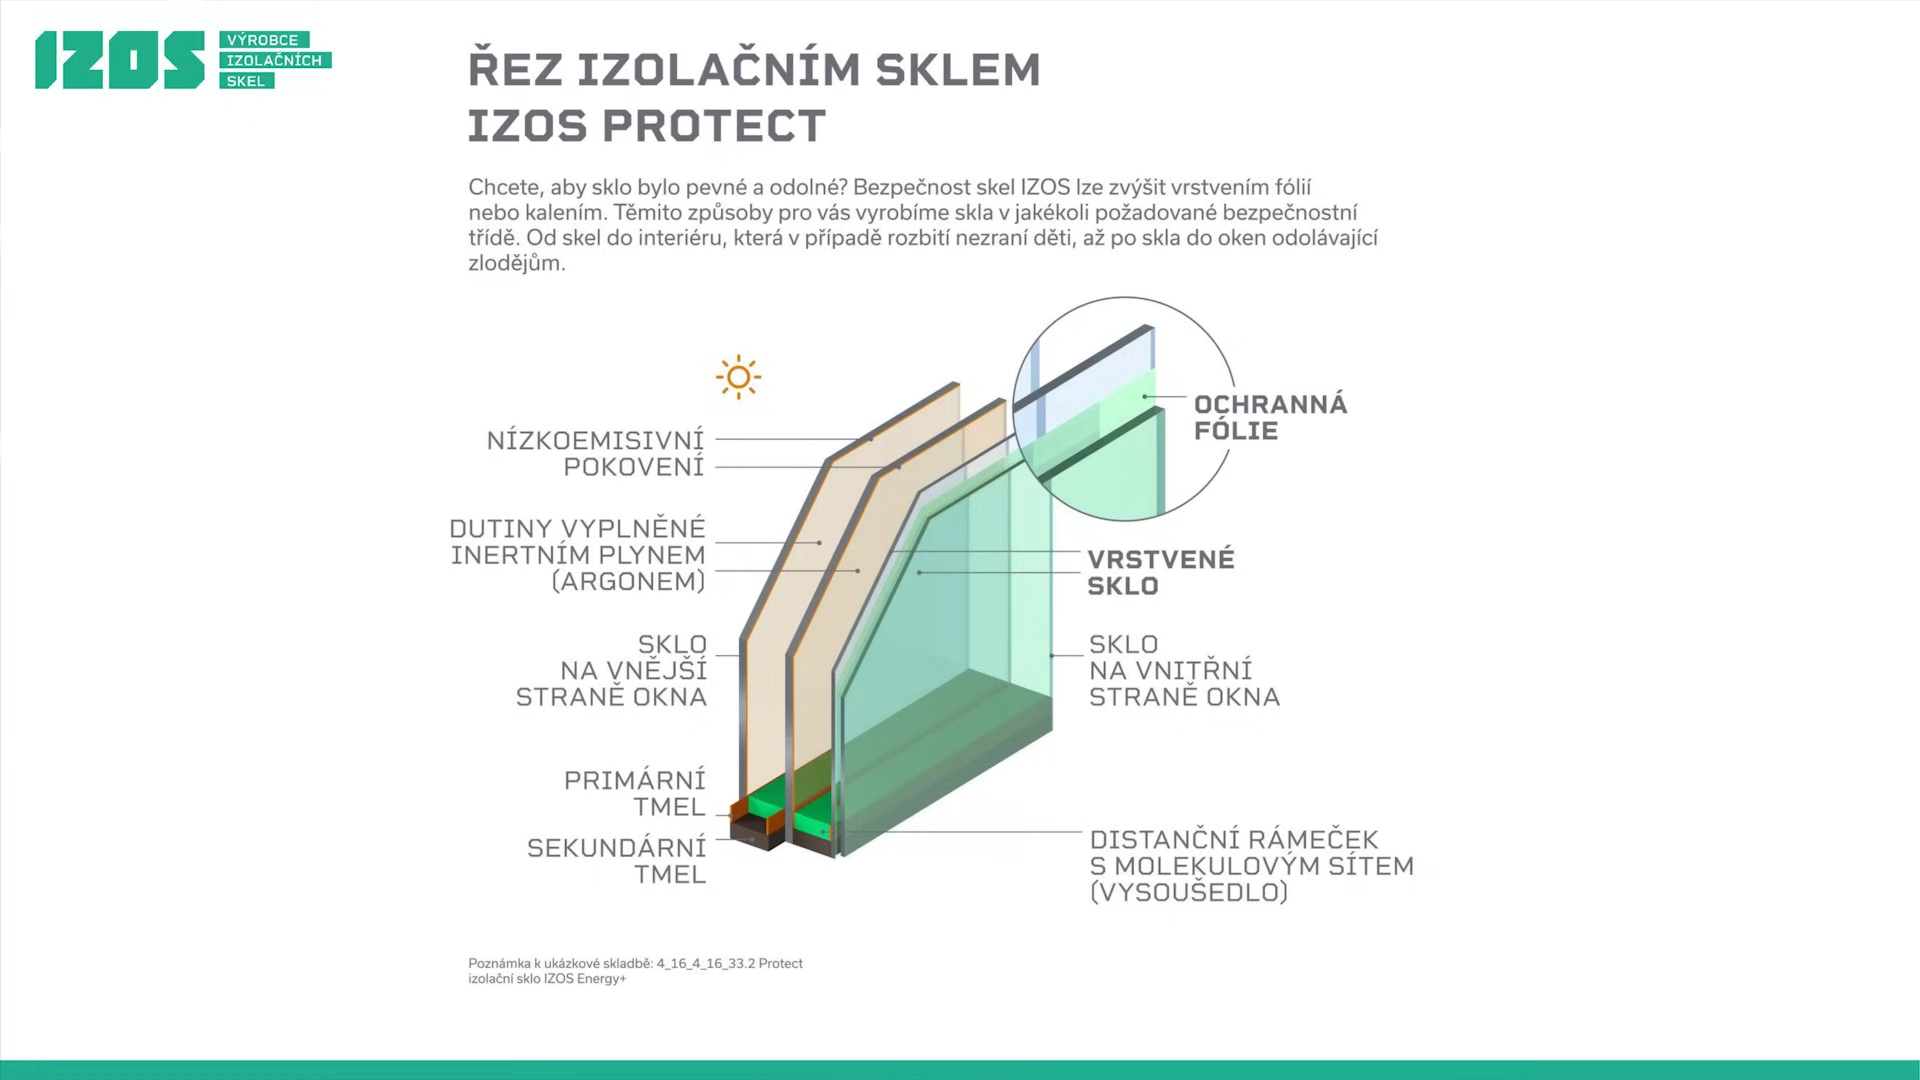 IZOS
VÝROBCE
IZOLAČNÍCH
SKEL
ŘEZ IZOLAČNÍM SKLEM
IZOS PROTECT
Chcete, aby sklo bylo pevné a odolné? Bezpečnost skel IZOS lze zvýšit vrstvením fólií
nebo kalením. Těmito způsoby pro vás vyrobíme skla v jakékoli požadované bezpečnostní
třídě. Od skel do interiéru, která v případě rozbití nezraní děti, až po skla do oken odolávající
zlodějům.
OCHRANNÁ
FÓLIE
NÍZKOEMISIVNÍ
POKOVENÍ
DUTINY VYPLNĚNÉ
INERTNÍM PLYNEM
(ARGONEM)
VRSTVENÉ
SKLO
SKLO
NA VNĚJŠÍ
STRANĚ OKNA
SKLO
NA VNITŘNÍ
STRANĚ OKNA
PRIMÁRNÍ
TMEL
SEKUNDÁRNÍ
TMEL
DISTANČNÍ RÁMEČEK
S MOLEKULOVÝM SÍTEM
(VYSOUŠEDLO)
Poznámka k ukázkové skladbě: 4_16_4_16_33.2 Protect
izolační sklo IZOS Energy+